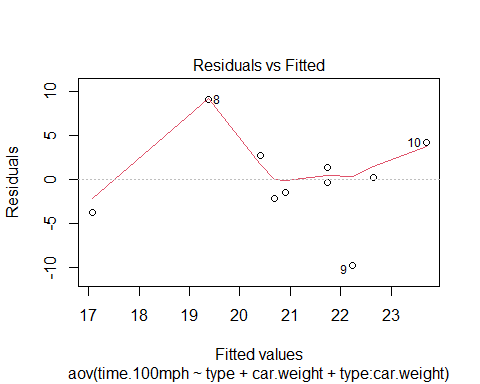 Residuals vs Fitted
10
5
0
-5
-10
Residuals
8
10
9
17 18 19 20 21 22 23
Fitted values
aov(time.100mph ~ type + car.weight + type:car.weight)